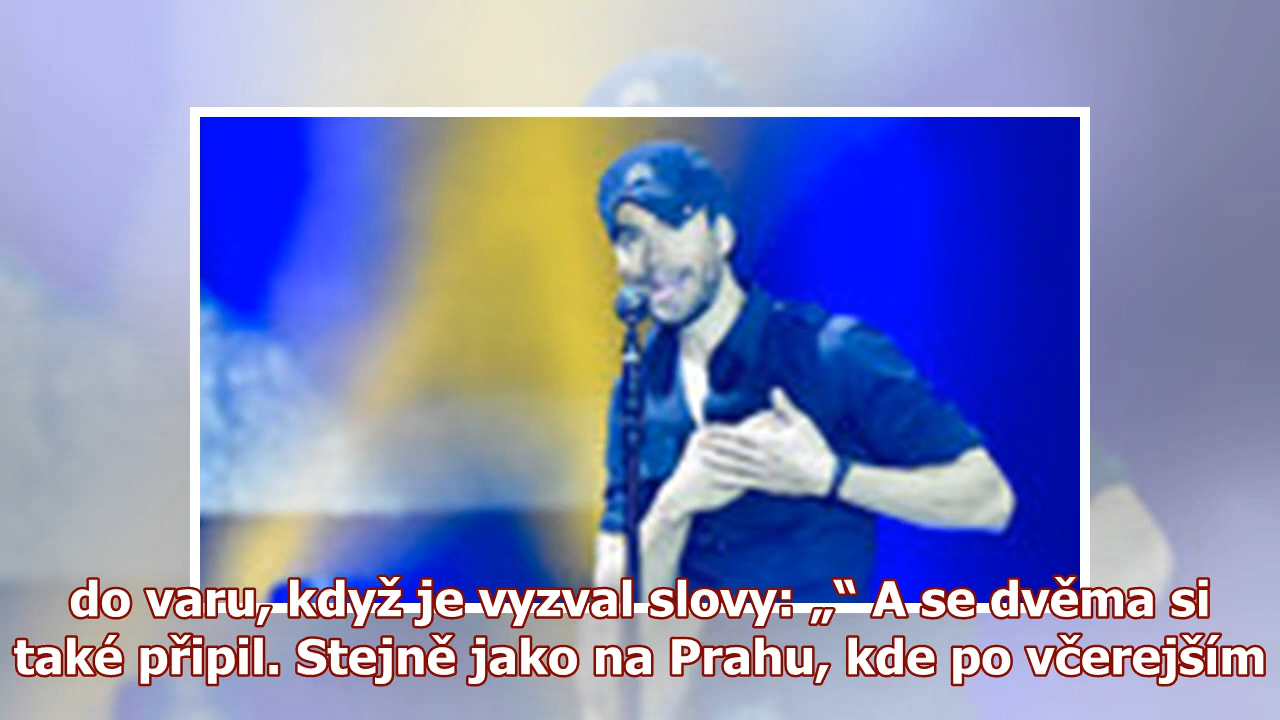 do varu, když je vyzval slovy: „“ A se dvěma si
také připil. Stejně jako na Prahu, kde po včerejším